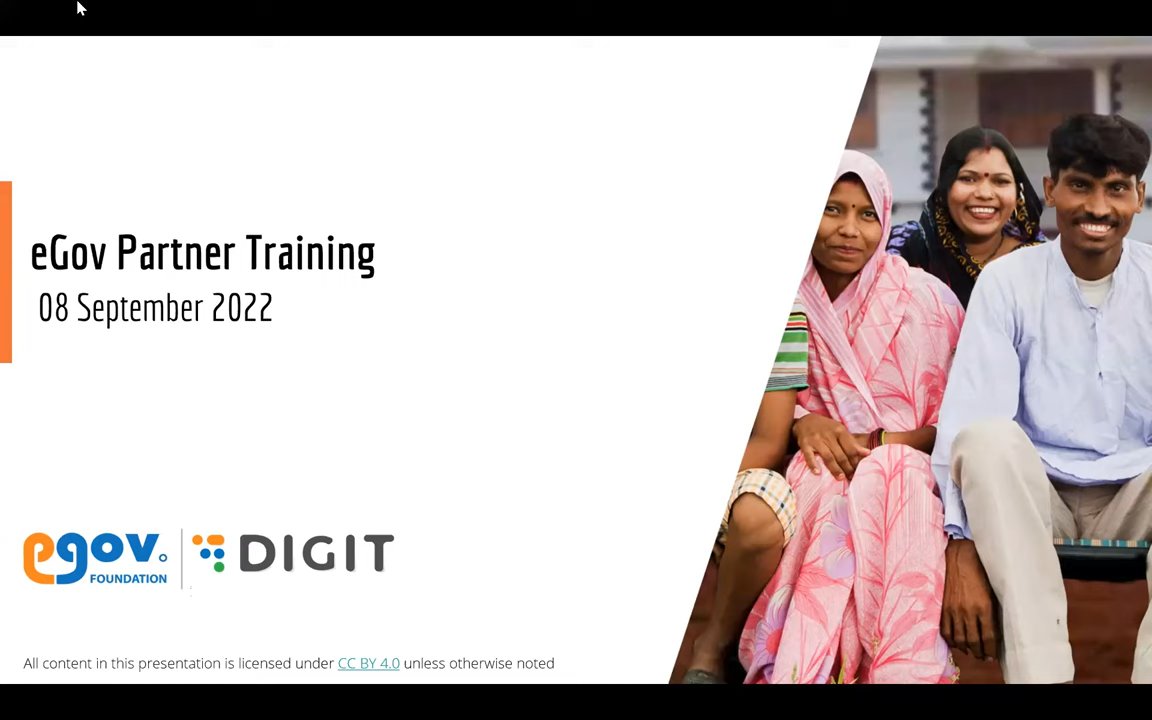 eGov Partner Training
08 September 2022
egov.
FOUNDATION
DIGIT
All content in this presentation is licensed under CC BY 4.0 unless otherwise noted